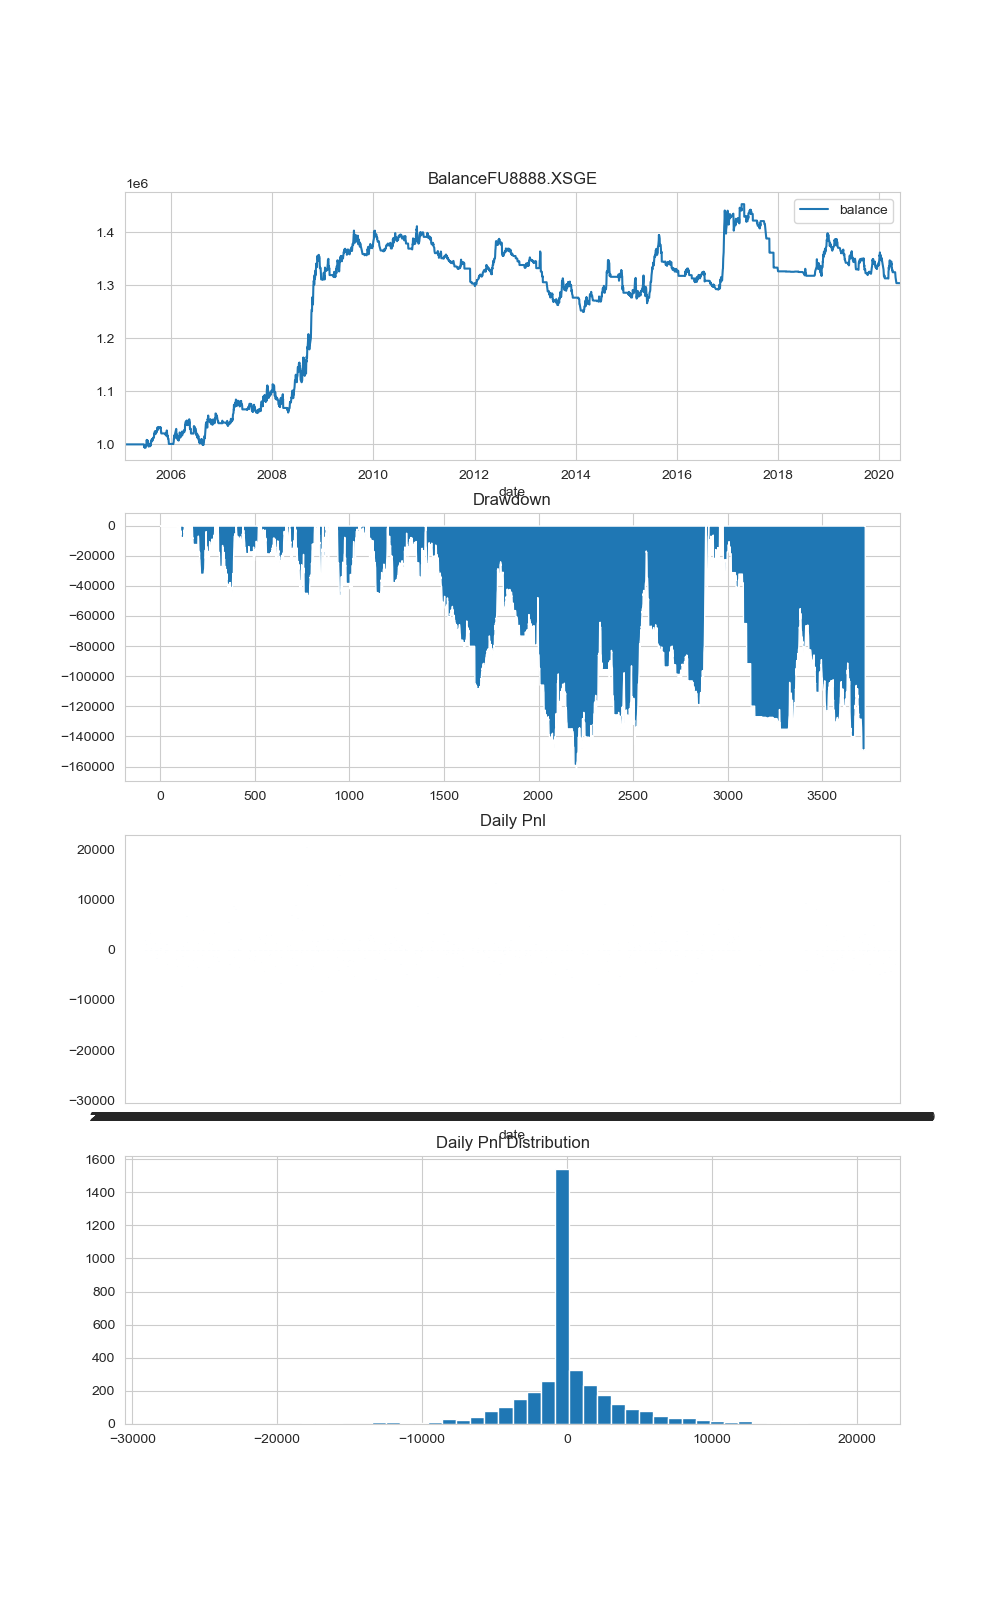 BalanceFU8888.XSGE
1e6
balance
1.4
1.3
1.2
1.1
1.0
2006 2008 2010 2012 2014 2016 2018 2020
date
Drawdown
0
−20000
−40000
−60000
−80000
−100000
−120000
−140000
−160000
0 500 1000 1500 2000 2500 3000 3500
Daily Pnl
20000
10000
0
−10000
−20000
−30000
date
Daily Pnl Distribution
1600
1400
1200
1000
800
600
400
200
0
−30000 −20000 −10000 0 10000 20000